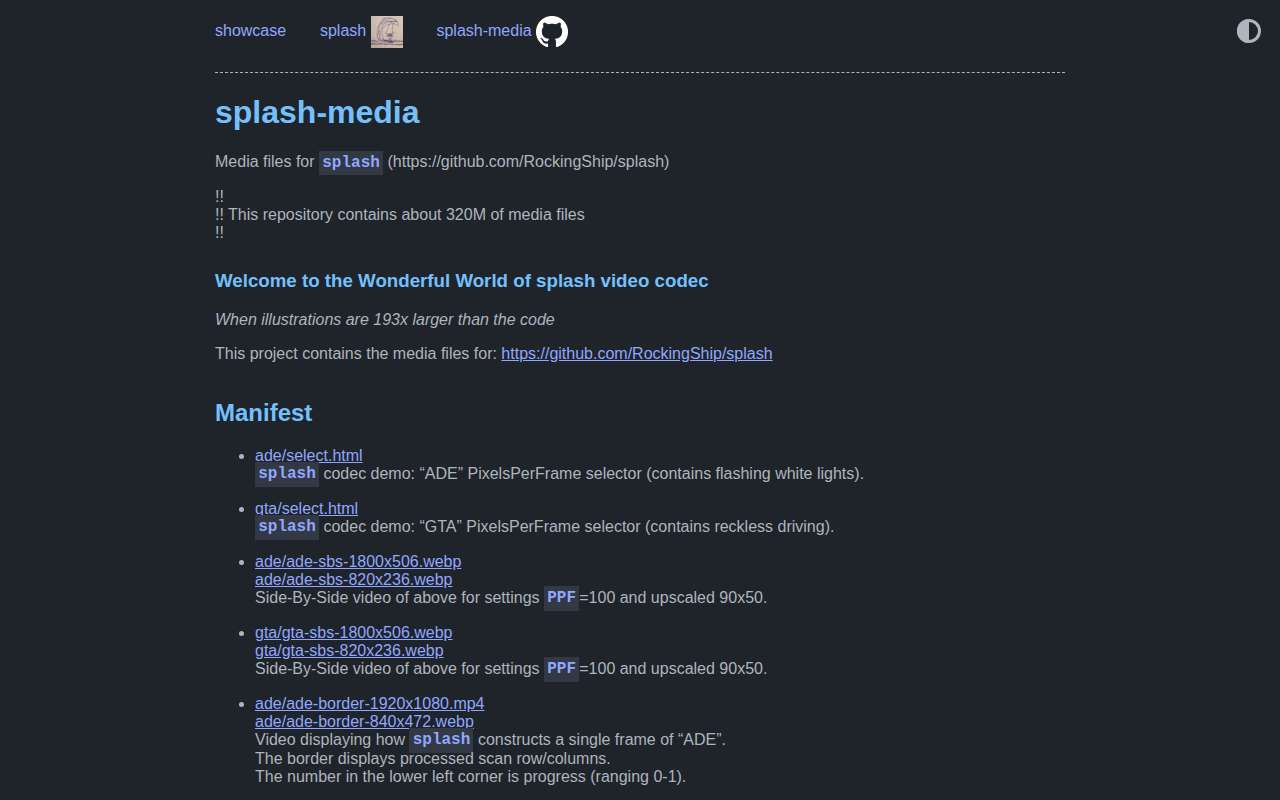 showcase splash splash-media
splash-media
Media files for splash (https://github.com/RockingShip/splash)
!!
!! This repository contains about 320M of media files
!!
Welcome to the Wonderful World of splash video codec
When illustrations are 193x larger than the code
This project contains the media files for: https://github.com/RockingShip/splash
Manifest
ade/select.html
splash codec demo: “ADE” PixelsPerFrame selector (contains flashing white lights).
gta/select.html
splash codec demo: “GTA” PixelsPerFrame selector (contains reckless driving).
ade/ade-sbs-1800x506.webp
ade/ade-sbs-820x236.webp
Side-By-Side video of above for settings PPF=100 and upscaled 90x50.
gta/gta-sbs-1800x506.webp
gta/gta-sbs-820x236.webp
Side-By-Side video of above for settings PPF=100 and upscaled 90x50.
ade/ade-border-1920x1080.mp4
ade/ade-border-840x472.webp
Video displaying how splash constructs a single frame of “ADE”.
The border displays processed scan row/columns.
The number in the lower left corner is progress (ranging 0-1).